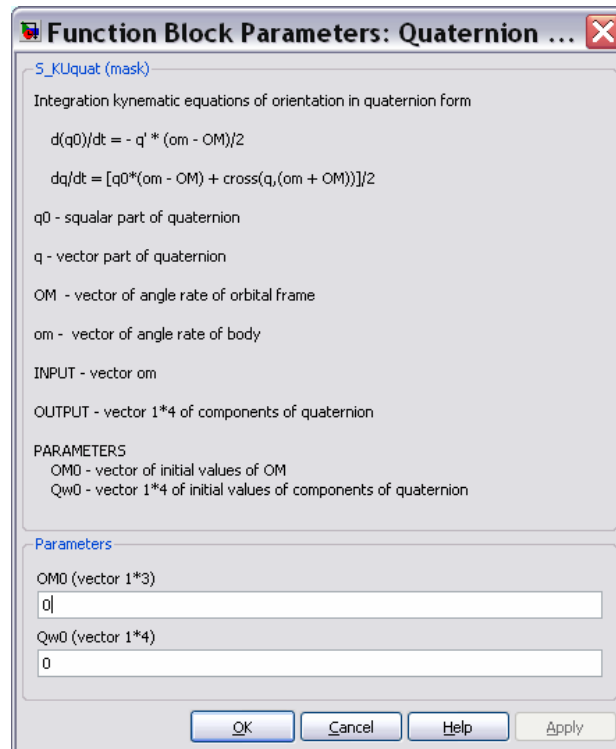 Function Block Parameters: Quaternion ...
S_KUquat (mask)
Integration kynematic equations of orientation in quaternion form
d(q0)/dt = - q' * (om - OM)/2
dq/dt = [q0*(om - OM) + cross(q,(om + OM))]/2
q0 - squalar part of quaternion
q - vector part of quaternion
OM - vector of angle rate of orbital frame
om - vector of angle rate of body
INPUT - vector om
OUTPUT - vector 1*4 of components of quaternion
PARAMETERS
OM0 - vector of initial values of OM
Qw0 - vector 1*4 of initial values of components of quaternion
Parameters
OM0 (vector 1*3)
0
Qw0 (vector 1*4)
0
OK Cancel Help Apply